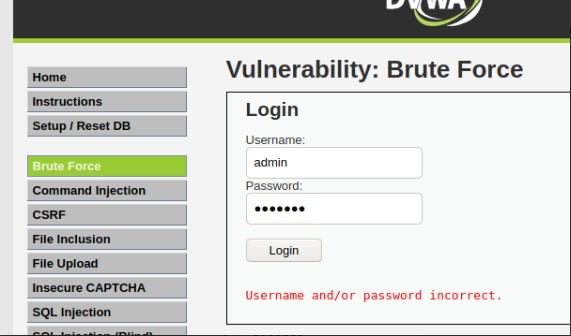 DVWA
Vulnerability: Brute Force
Home
Instructions
Setup / Reset DB
Brute Force
Command Injection
CSRF
File Inclusion
File Upload
Insecure CAPTCHA
SQL Injection
SQL Injection (Blind)
Login
Username:
admin
Password:
•••••••
Login
Username and/or password incorrect.